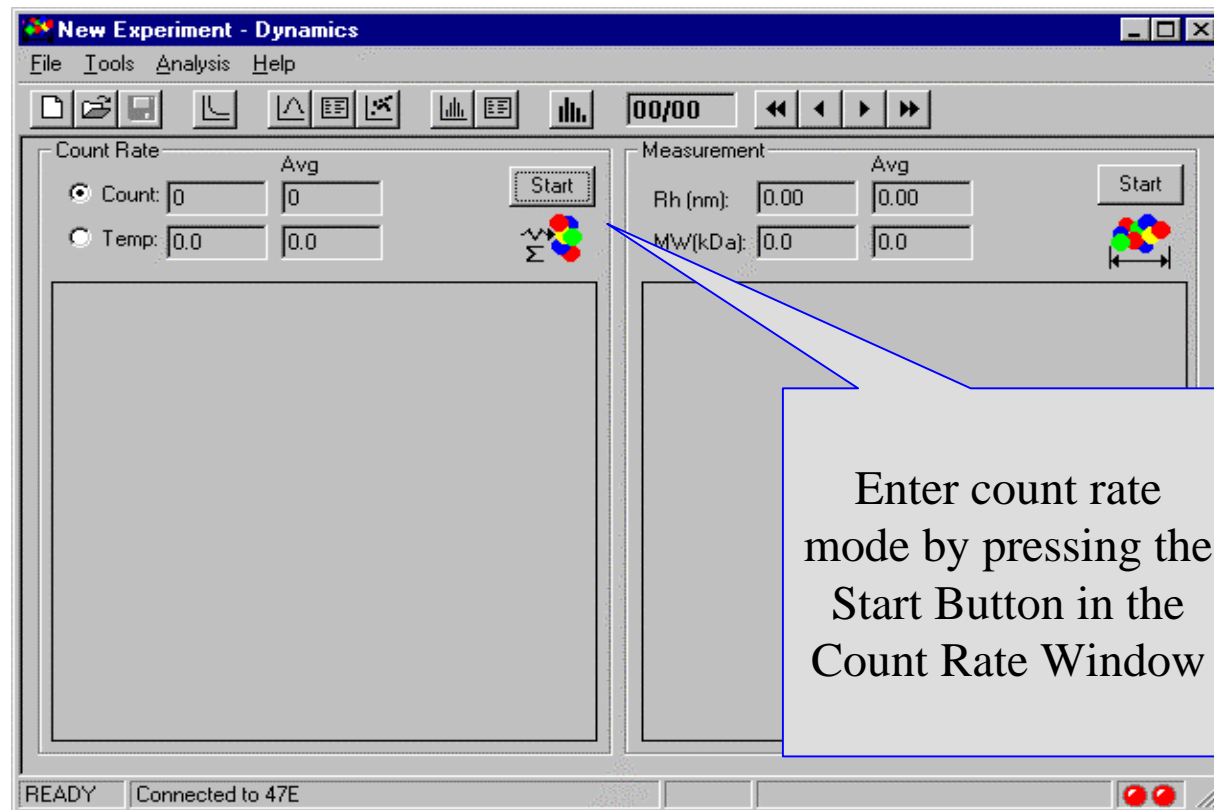 New Experiment - Dynamics
File Tools Analysis Help
00/00
Count Rate
Avg
Count: 0 0
Start
Temp: 0.0 0.0
Σ
Measurement
Avg
Rh (nm): 0.00 0.00
Start
MW(kDa): 0.0 0.0
Enter count rate
mode by pressing the
Start Button in the
Count Rate Window
READY Connected to 47E